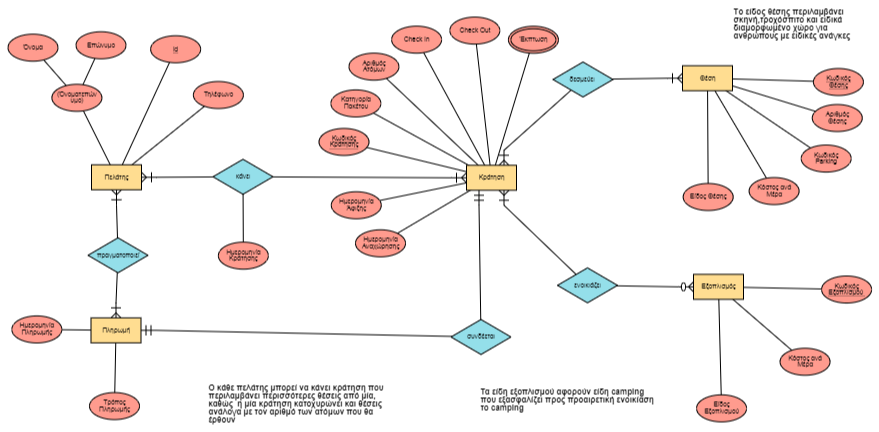 Το είδος θέσης περιλαμβάνει
σκηνή,τροχόσπιτο και ειδικά
διαμορφωμένο χώρο για
ανθρώπους με ειδικές ανάγκες
Όνομα
Επώνυμο
Id
(Ονοματεπών
υμο)
Τηλέφωνο
Check In
Check Out
Έκπτωση
Αριθμός
Ατόμων
Κατηγορία
Πακέτου
Κωδικός
Κράτησης
Ημερομηνία
Άφιξης
Ημερομηνία
Αναχώρησης
δεσμεύει
Θέση
Κωδικός
Θέσης
Αριθμός
Θέσης
Κωδικός
Parking
Κόστος ανά
Μέρα
Είδος Θέσης
Πελάτης
κάνει
Κράτηση
Ημερομηνία
Κράτησης
πραγματοποιεί
ενοικιάζει
Εξοπλισμός
Κωδικός
Εξοπλισμού
Κόστος ανά
Μέρα
Είδος
Εξοπλισμού
Ημερομηνία
Πληρωμής
Πληρωμή
συνδέεται
Τρόπος
Πληρωμής
Ο κάθε πελάτης μπορεί να κάνει κράτηση που
περιλαμβάνει περισσότερες θέσεις από μία,
καθώς η μία κράτηση κατοχυρώνει και θέσεις
ανάλογα με τον αριθμό των ατόμων που θα
έρθουν
Τα είδη εξοπλισμού αφορούν είδη camping
που εξασφαλίζει προς προαιρετική ενοικίαση
το camping